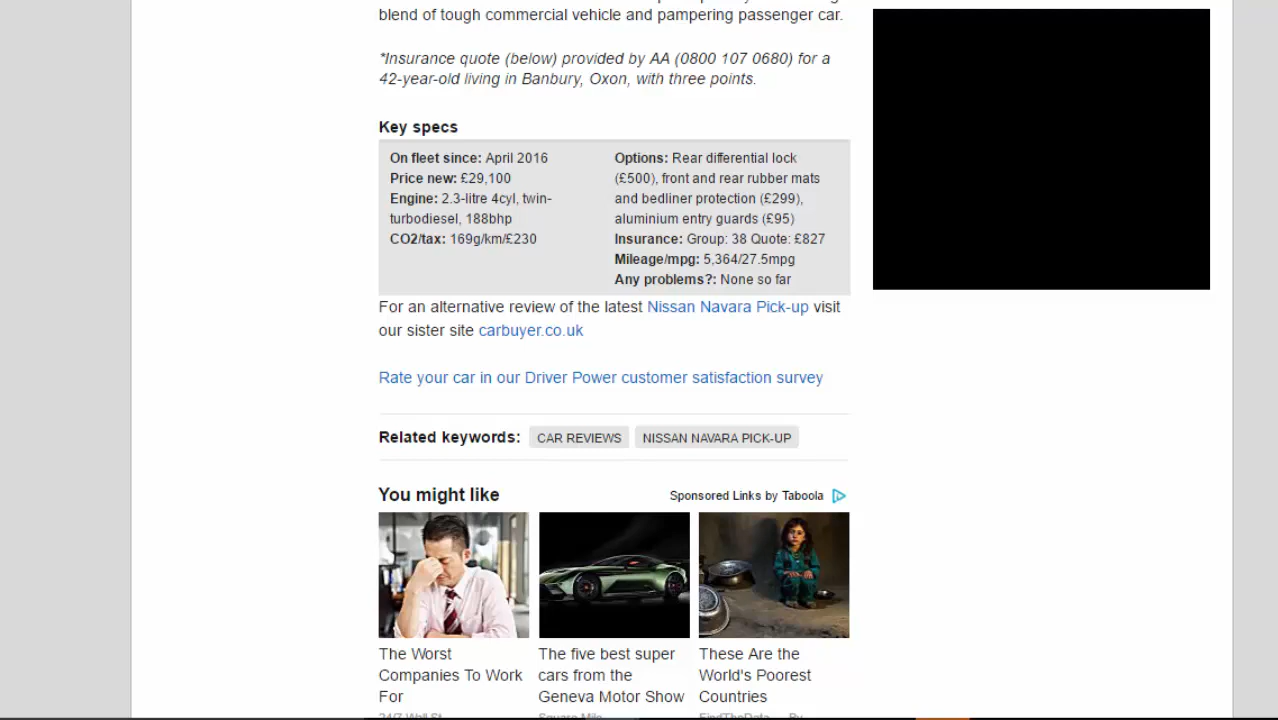 blend of tough commercial vehicle and pampering passenger car.
*Insurance quote (below) provided by AA (0800 107 0680) for a
42-year-old living in Banbury, Oxon, with three points.
Key specs
On fleet since: April 2016
Price new: £29,100
Engine: 2.3-litre 4cyl, twin-
turbodiesel, 188bhp
CO2/tax: 169g/km/£230
Options: Rear differential lock
(£500), front and rear rubber mats
and bedliner protection (£299),
aluminium entry guards (£95)
Insurance: Group: 38 Quote: £827
Mileage/mpg: 5,364/27.5mpg
Any problems?: None so far
For an alternative review of the latest Nissan Navara Pick-up visit
our sister site carbuyer.co.uk
Rate your car in our Driver Power customer satisfaction survey
Related keywords: CAR REVIEWS NISSAN NAVARA PICK-UP
You might like
Sponsored Links by Taboola
The Worst
Companies To Work
For
24/7 Wall St.
The five best super
cars from the
Geneva Motor Show
Square Mile
These Are the
World's Poorest
Countries
FindTheData By